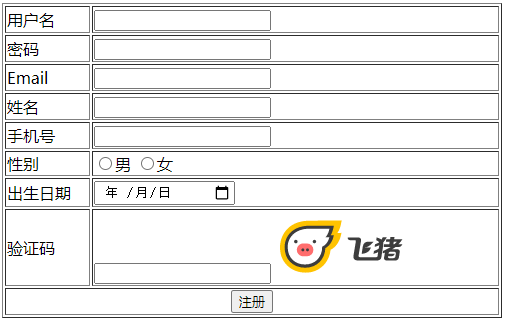 用户名
密码
Email
姓名
手机号
性别 男 女
出生日期 年 /月/日
验证码 飞猪
注册